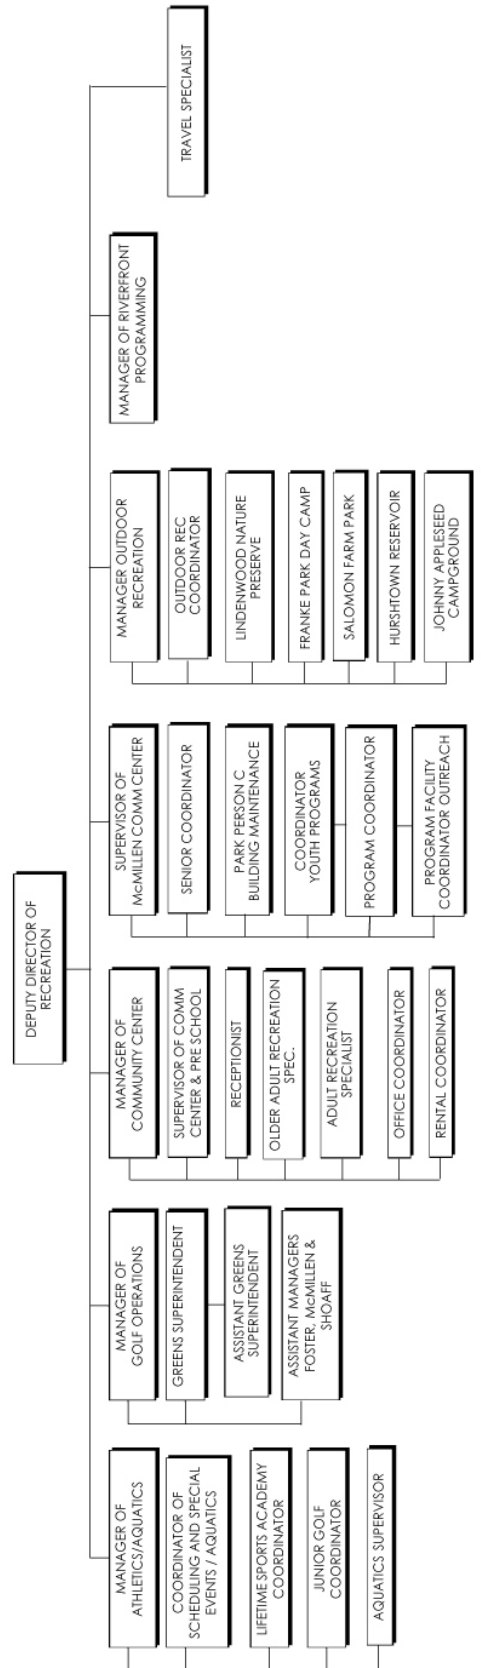 DEPUTY DIRECTOR OF
RECREATION
MANAGER OF
ATHLETICS/AQUATICS
COORDINATOR OF
SCHEDULING AND SPECIAL
EVENTS / AQUATICS
LIFETIME SPORTS ACADEMY
COORDINATOR
JUNIOR GOLF
COORDINATOR
AQUATICS SUPERVISOR
MANAGER OF
GOLF OPERATIONS
GREENS SUPERINTENDENT
ASSISTANT GREENS
SUPERINTENDENT
ASSISTANT MANAGERS
FOSTER, McMILLEN &
SHOAFF
MANAGER OF
COMMUNITY CENTER
SUPERVISOR OF COMM
CENTER & PRE SCHOOL
RECEPTIONIST
OLDER ADULT RECREATION
SPEC.
ADULT RECREATION
SPECIALIST
OFFICE COORDINATOR
RENTAL COORDINATOR
SUPERVISOR OF
McMILLEN COMM CENTER
SENIOR COORDINATOR
PARK PERSON C
BUILDING MAINTENANCE
COORDINATOR
YOUTH PROGRAMS
PROGRAM COORDINATOR
PROGRAM FACILITY
COORDINATOR OUTREACH
MANAGER OUTDOOR
RECREATION
OUTDOOR REC
COORDINATOR
LINDENWOOD NATURE
PRESERVE
FRANKE PARK DAY CAMP
SALOMON FARM PARK
HURSHTOWN RESERVOIR
JOHNNY APPLESEED
CAMPGROUND
MANAGER OF RIVERFRONT
PROGRAMMING
TRAVEL SPECIALIST